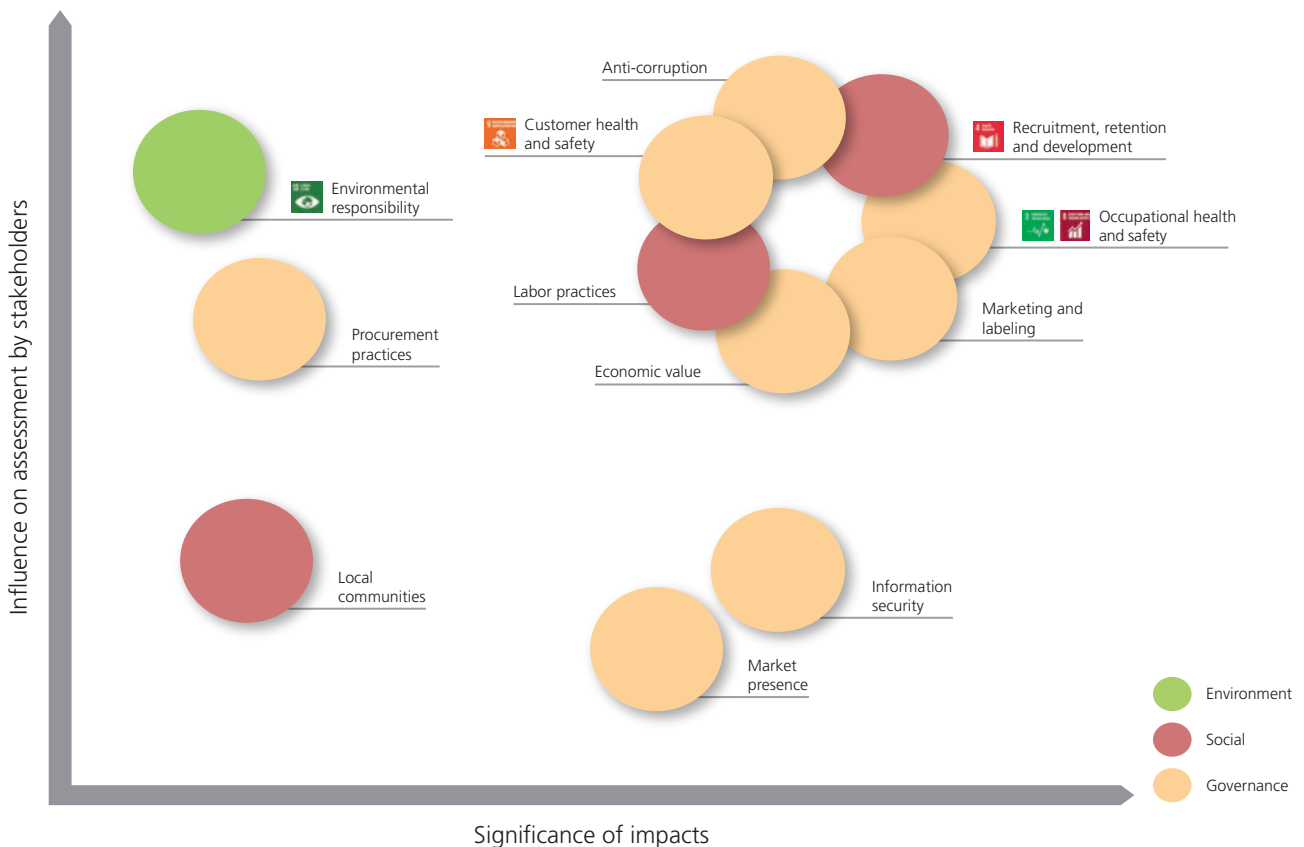 Influence on assessment by stakeholders
Anti-corruption
Customer health
and safety
Recruitment, retention
and development
Environmental
responsibility
Occupational health
and safety
Labor practices
Marketing and
labeling
Procurement
practices
Economic value
Local
communities
Information
security
Market
presence
Environment
Social
Governance
Significance of impacts